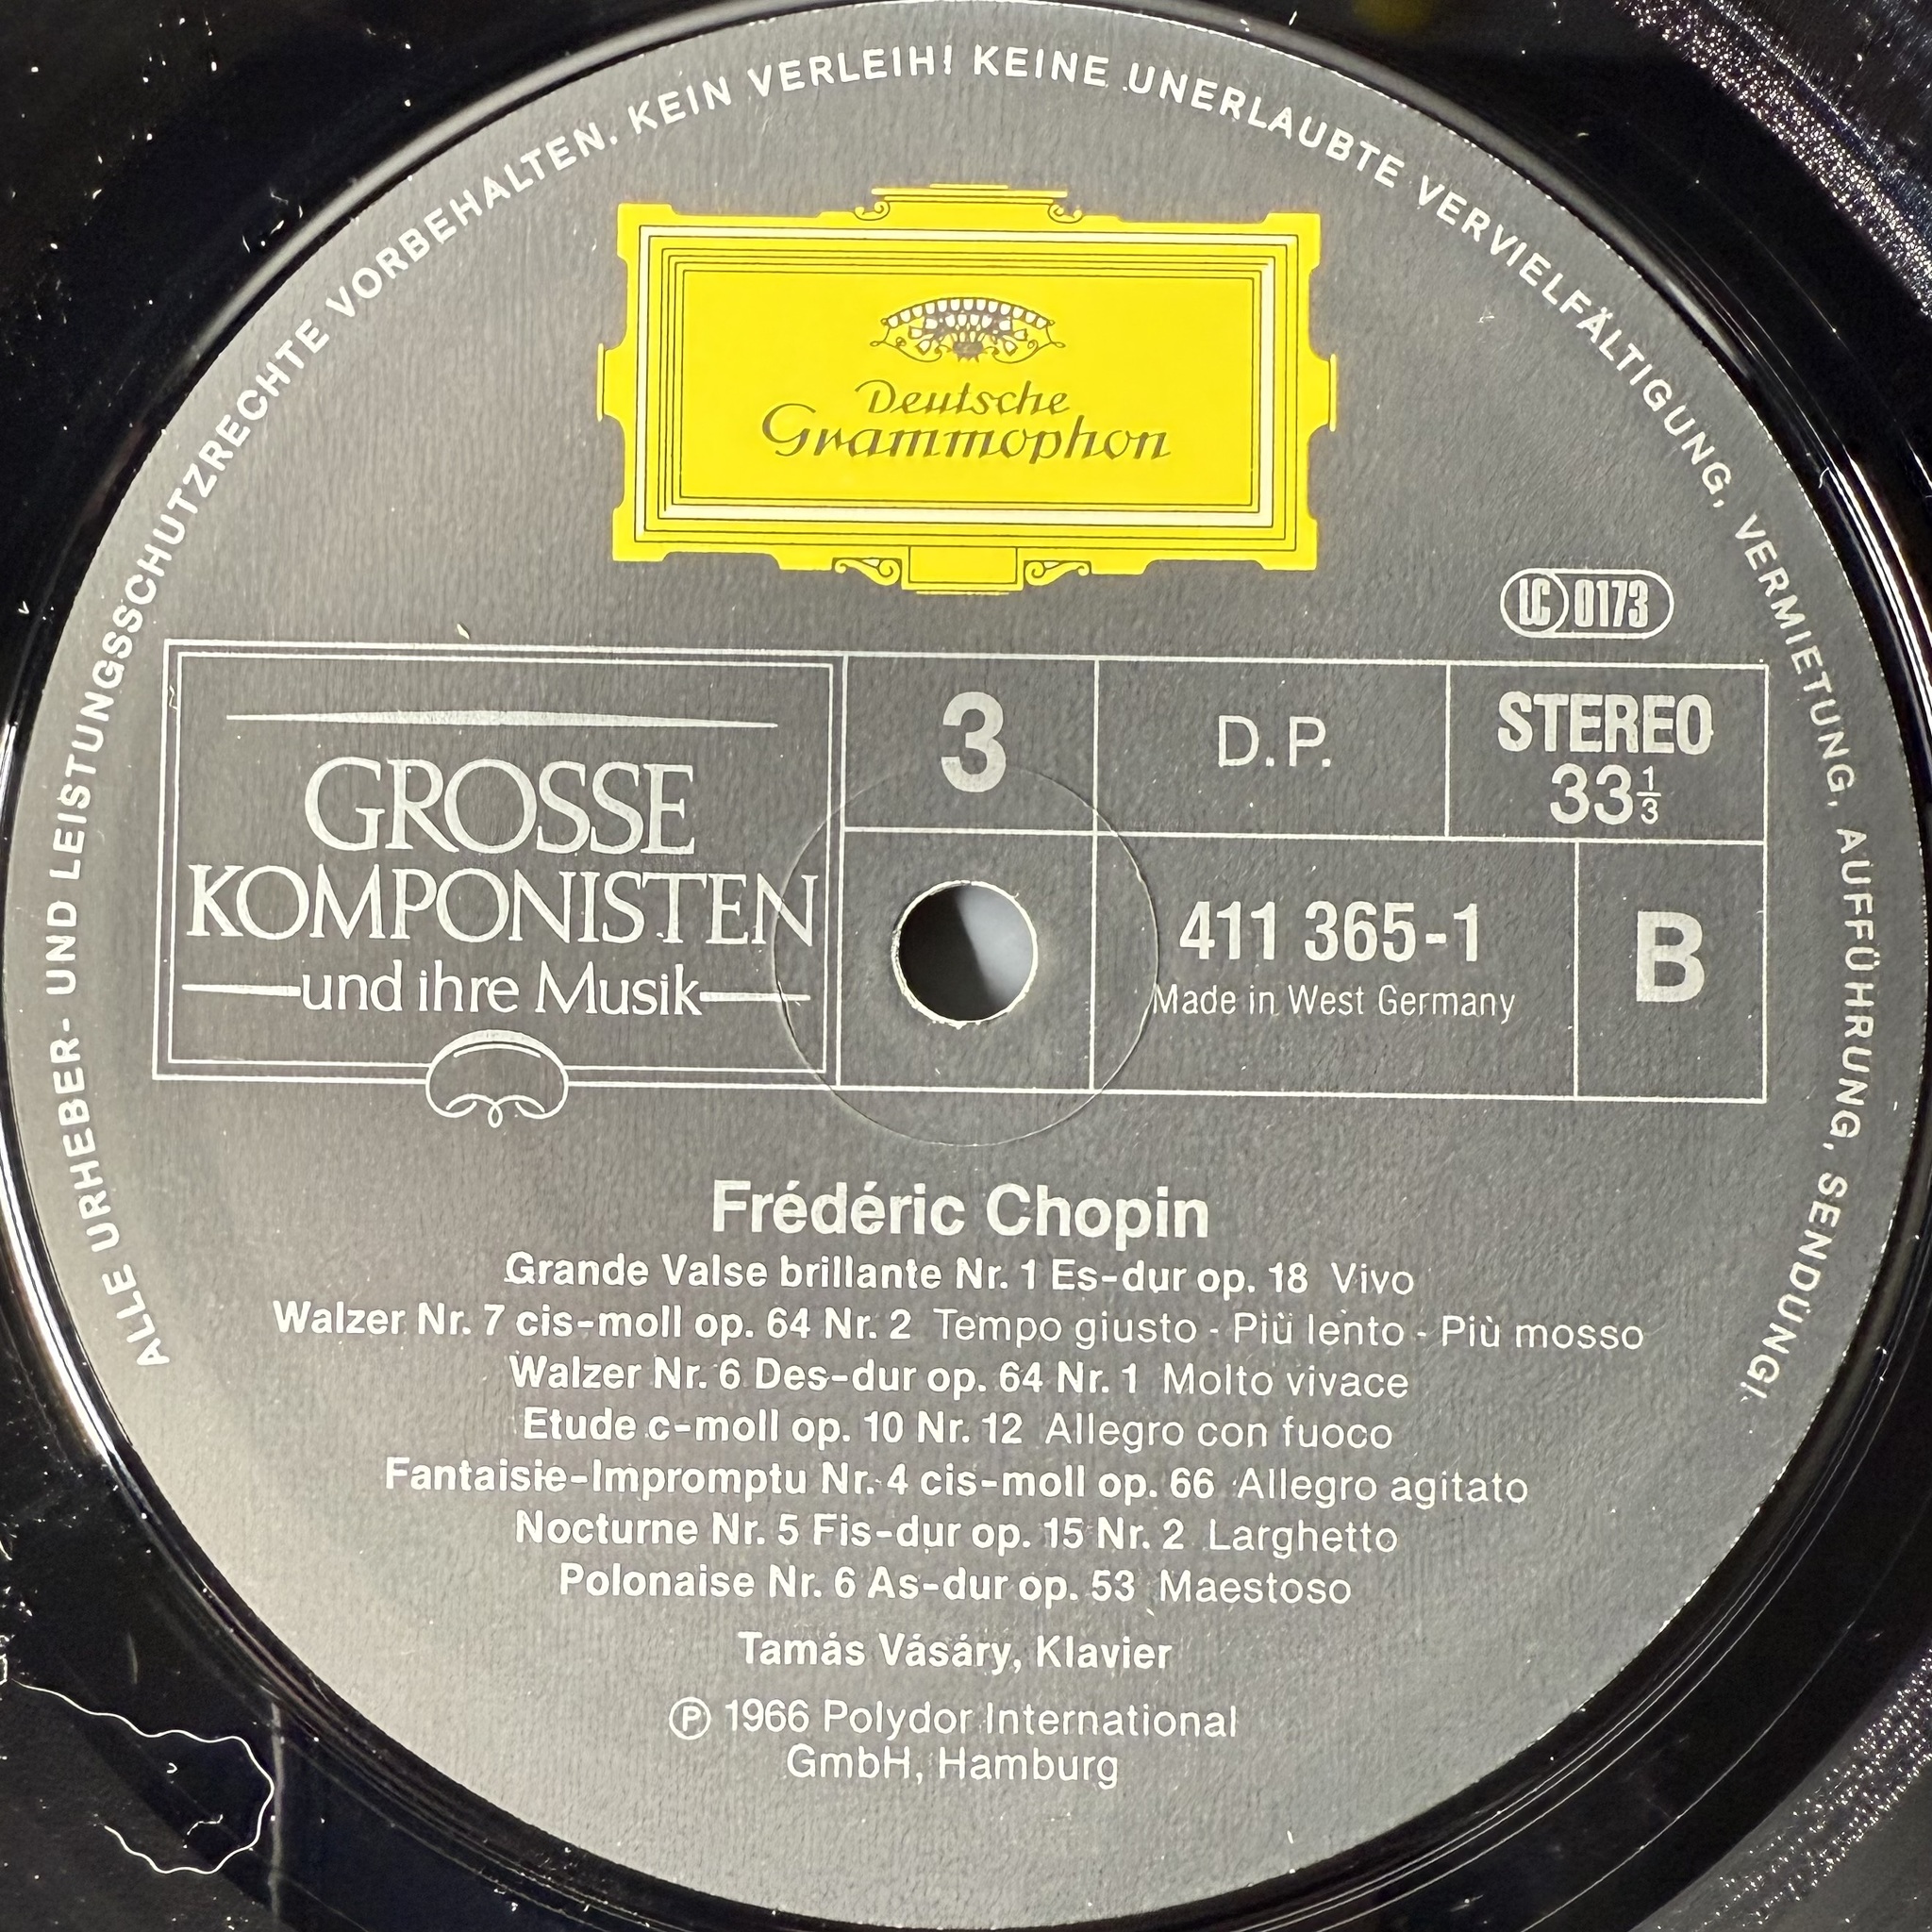 ALLE URHEBER- UND LEISTUNGSSCHUTZRECHTE VORBEHALTEN. KEIN VERLEIH! KEINE UNERLAUBTE VERVIELFÄLTIGUNG, VERMIETUNG, AUFFÜHRUNG, SENDUNG!
Deutsche
Grammophon
LC 0173
GROSSE
KOMPONISTEN
und ihre Musik
3
D.P.
STEREO
33⅓
411 365-1
Made in West Germany
B
Frédéric Chopin
Grande Valse brillante Nr. 1 Es-dur op. 18 Vivo
Walzer Nr. 7 cis-moll op. 64 Nr. 2 Tempo giusto - Più lento - Più mosso
Walzer Nr. 6 Des-dur op. 64 Nr. 1 Molto vivace
Etude c-moll op. 10 Nr. 12 Allegro con fuoco
Fantaisie-Impromptu Nr. 4 cis-moll op. 66 Allegro agitato
Nocturne Nr. 5 Fis-dur op. 15 Nr. 2 Larghetto
Polonaise Nr. 6 As-dur op. 53 Maestoso
Tamás Vásáry, Klavier
℗ 1966 Polydor International
GmbH, Hamburg